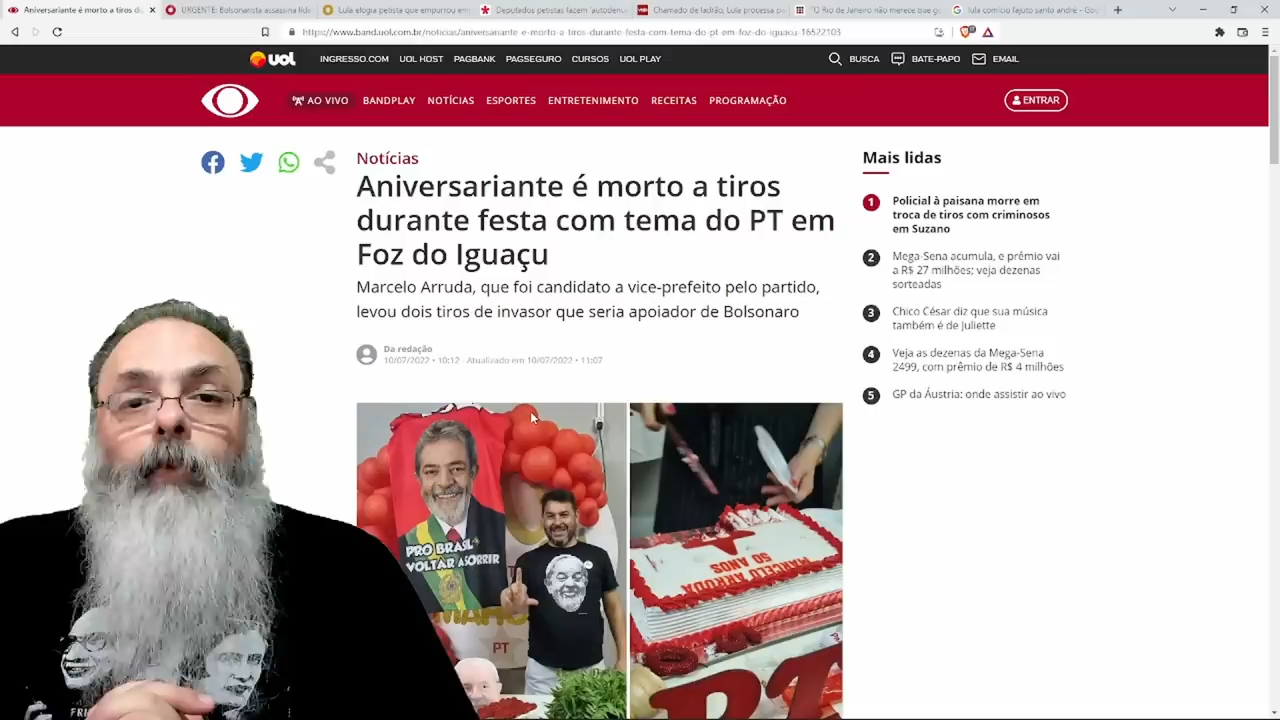 Aniversariante é morto a tiros du
URGENTE: Bolsonarista assassina líde
Lula elogia petista que empurrou em
Deputados petistas fazem 'autodenu
Chamado de ladrão, Lula processa p
"O Rio de Janeiro não merece que g
lula comício fajuto santo andré - Goo
https://www.band.uol.com.br/noticias/aniversariante-e-morto-a-tiros-durante-festa-com-tema-do-pt-em-foz-do-iguacu-16522103
UOL
INGRESSO.COM UOL HOST PAGBANK PAGSEGURO CURSOS UOL PLAY
BUSCA BATE-PAPO EMAIL
AO VIVO BANDPLAY NOTÍCIAS ESPORTES ENTRETENIMENTO RECEITAS PROGRAMAÇÃO
ENTRAR
Notícias
Aniversariante é morto a tiros
durante festa com tema do PT em
Foz do Iguaçu
Marcelo Arruda, que foi candidato a vice-prefeito pelo partido,
levou dois tiros de invasor que seria apoiador de Bolsonaro
Da redação
10/07/2022 • 10:12 - Atualizado em 10/07/2022 • 11:07
Mais lidas
1
Policial à paisana morre em
troca de tiros com criminosos
em Suzano
2
Mega-Sena acumula, e prêmio vai
a R$ 27 milhões; veja dezenas
sorteadas
3
Chico César diz que sua música
também é de Juliette
4
Veja as dezenas da Mega-Sena
2499, com prêmio de R$ 4 milhões
5
GP da Áustria: onde assistir ao vivo
PRO BRASIL
VOLTAR A SORRIR
PT
MARCELO ARRUDA
50 ANOS
PT